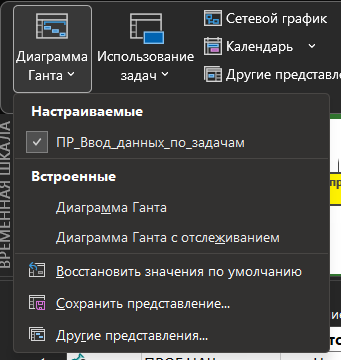 Диаграмма
Ганта
Использование
задач
Сетевой график
Календарь
Другие представле
ВРЕМЕННАЯ ШКАЛА
Настраиваемые
ПР_Ввод_данных_по_задачам
Встроенные
Диаграмма Ганта
Диаграмма Ганта с отслеживанием
Восстановить значения по умолчанию
Сохранить представление...
Другие представления...